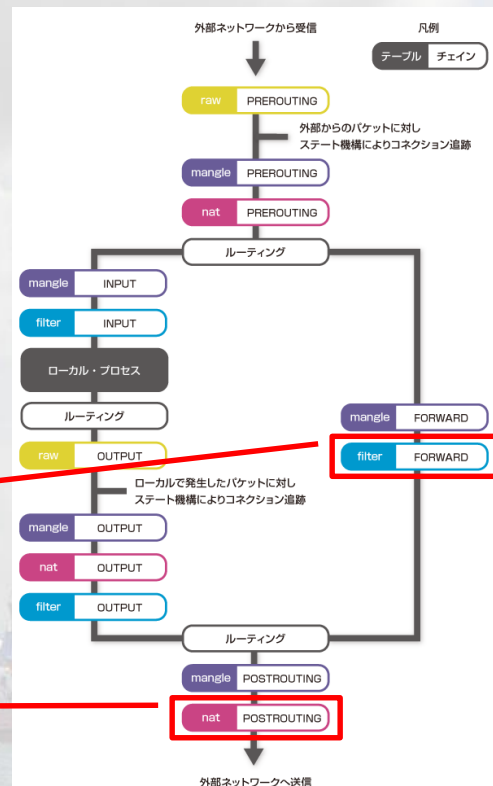 外部ネットワークから受信
凡例
テーブル チェイン
raw PREROUTING
外部からのパケットに対し
ステート機構によりコネクション追跡
mangle PREROUTING
nat PREROUTING
ルーティング
mangle INPUT
filter INPUT
ローカル・プロセス
ルーティング
raw OUTPUT
ローカルで発生したパケットに対し
ステート機構によりコネクション追跡
mangle OUTPUT
nat OUTPUT
filter OUTPUT
mangle FORWARD
filter FORWARD
ルーティング
mangle POSTROUTING
nat POSTROUTING
外部ネットワークへ送信